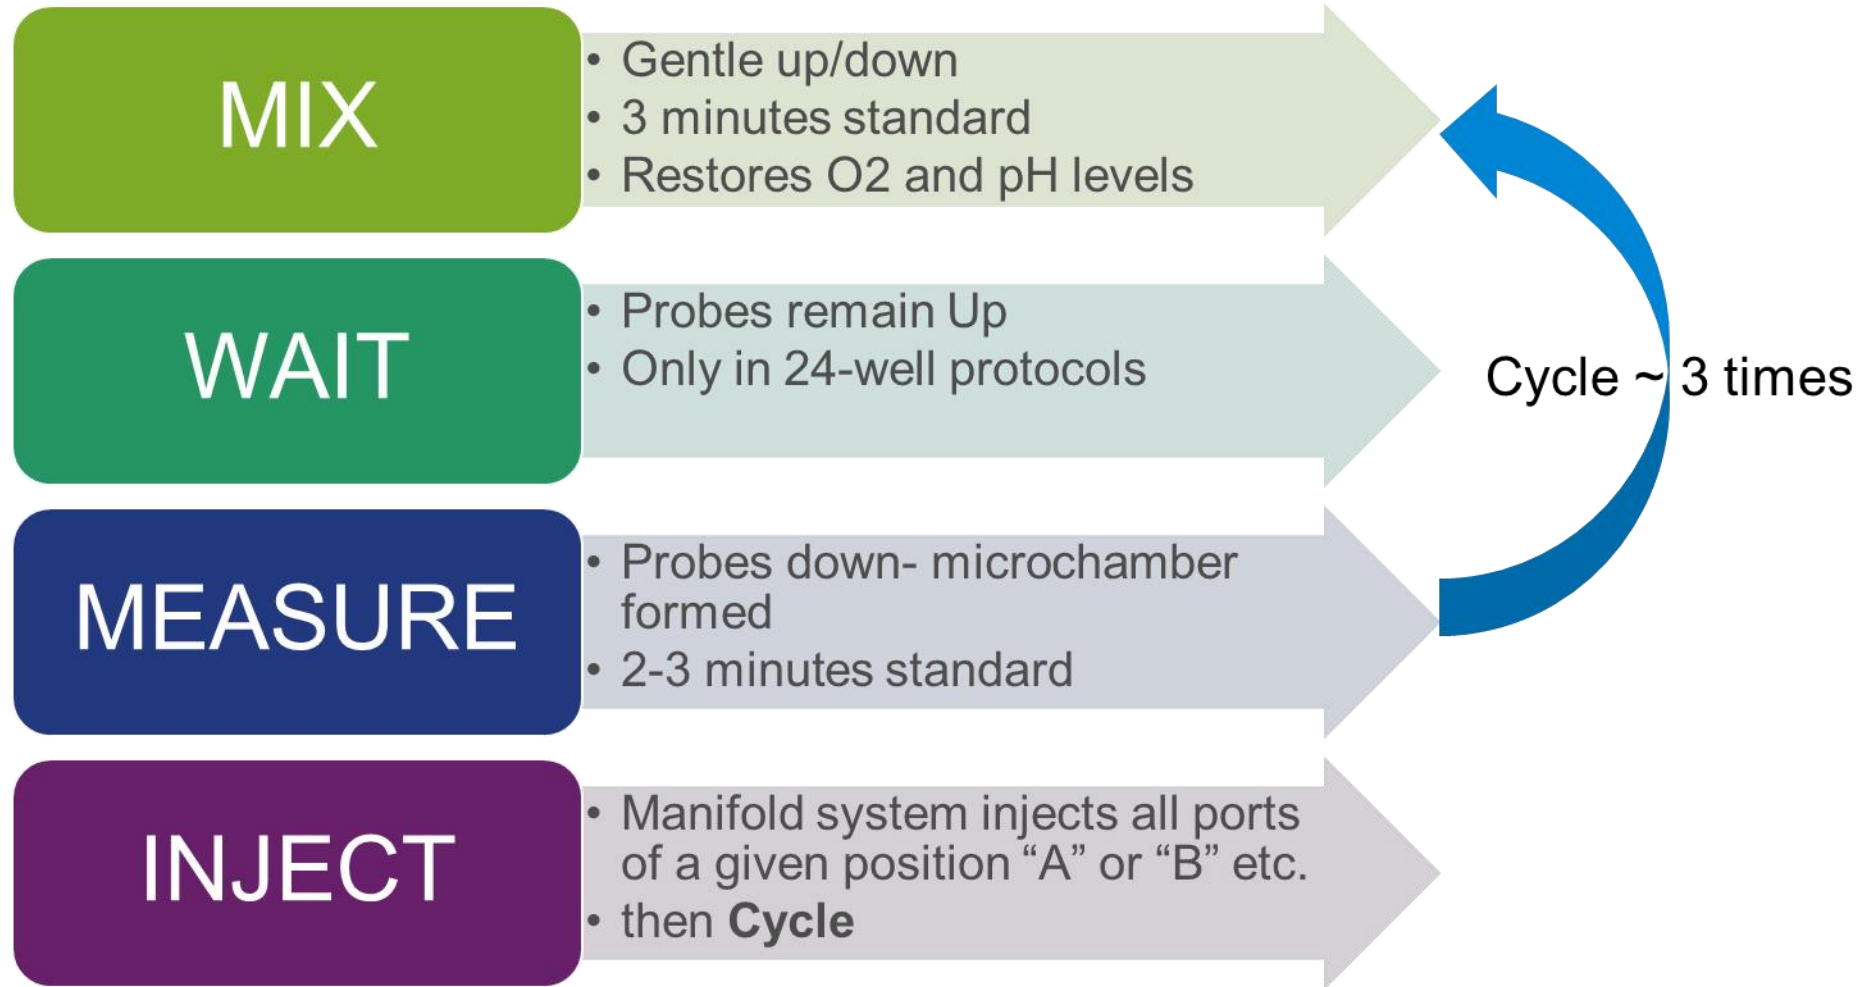 MIX
• Gentle up/down
• 3 minutes standard
• Restores O2 and pH levels
WAIT
• Probes remain Up
• Only in 24-well protocols
Cycle ~ 3 times
MEASURE
• Probes down- microchamber
formed
• 2-3 minutes standard
INJECT
• Manifold system injects all ports
of a given position “A” or “B” etc.
• then Cycle